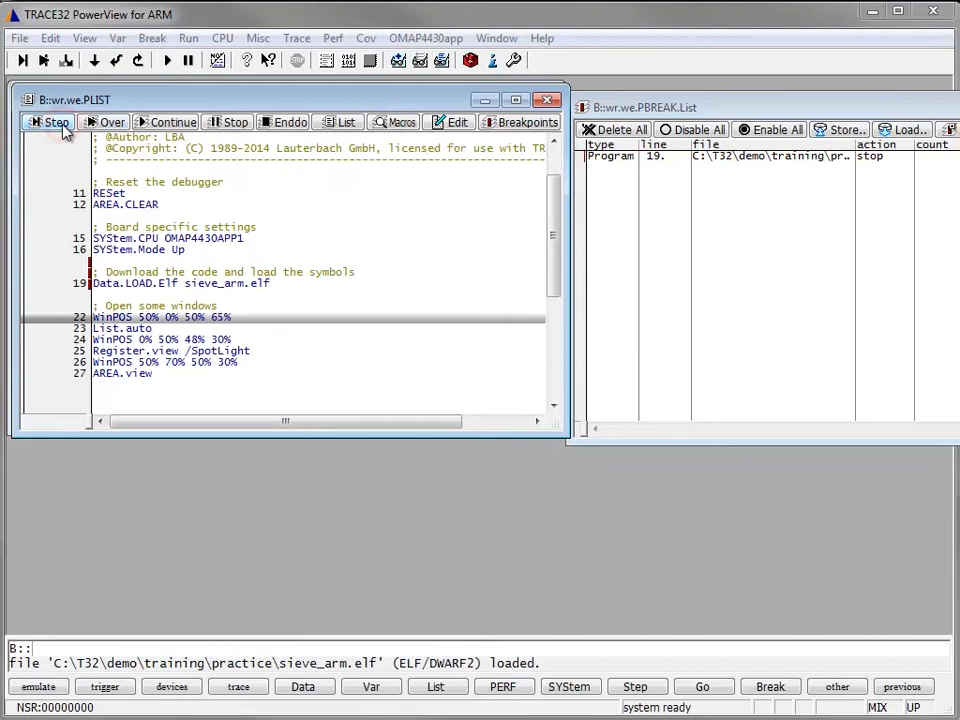 TRACE32 PowerView for ARM
File Edit View Var Break Run CPU Misc Trace Perf Cov OMAP4430app Window Help
B::wr.we.PLIST
Step Over Continue Stop Enddo List Macros Edit Breakpoints
; @Author: LBA
; @Copyright: (C) 1989-2014 Lauterbach GmbH, licensed for use with TR
; --------------------------------------------------------------------------------
; Reset the debugger
11 RESet
12 AREA.CLEAR
; Board specific settings
15 SYStem.CPU OMAP4430APP1
16 SYStem.Mode Up
; Download the code and load the symbols
19 Data.LOAD.Elf sieve_arm.elf
; Open some windows
22 WinPOS 50% 0% 50% 65%
23 List.auto
24 WinPOS 0% 50% 48% 30%
25 Register.view /SpotLight
26 WinPOS 50% 70% 50% 30%
27 AREA.view
B::wr.we.PBREAK.List
Delete All Disable All Enable All Store.. Load..
type line file action count
Program 19. C:\T32\demo\training\pr.. stop
B::
file 'C:\T32\demo\training\practice\sieve_arm.elf' (ELF/DWARF2) loaded.
emulate trigger devices trace Data Var List PERF SYStem Step Go Break other previous
NSR:00000000 system ready MIX UP